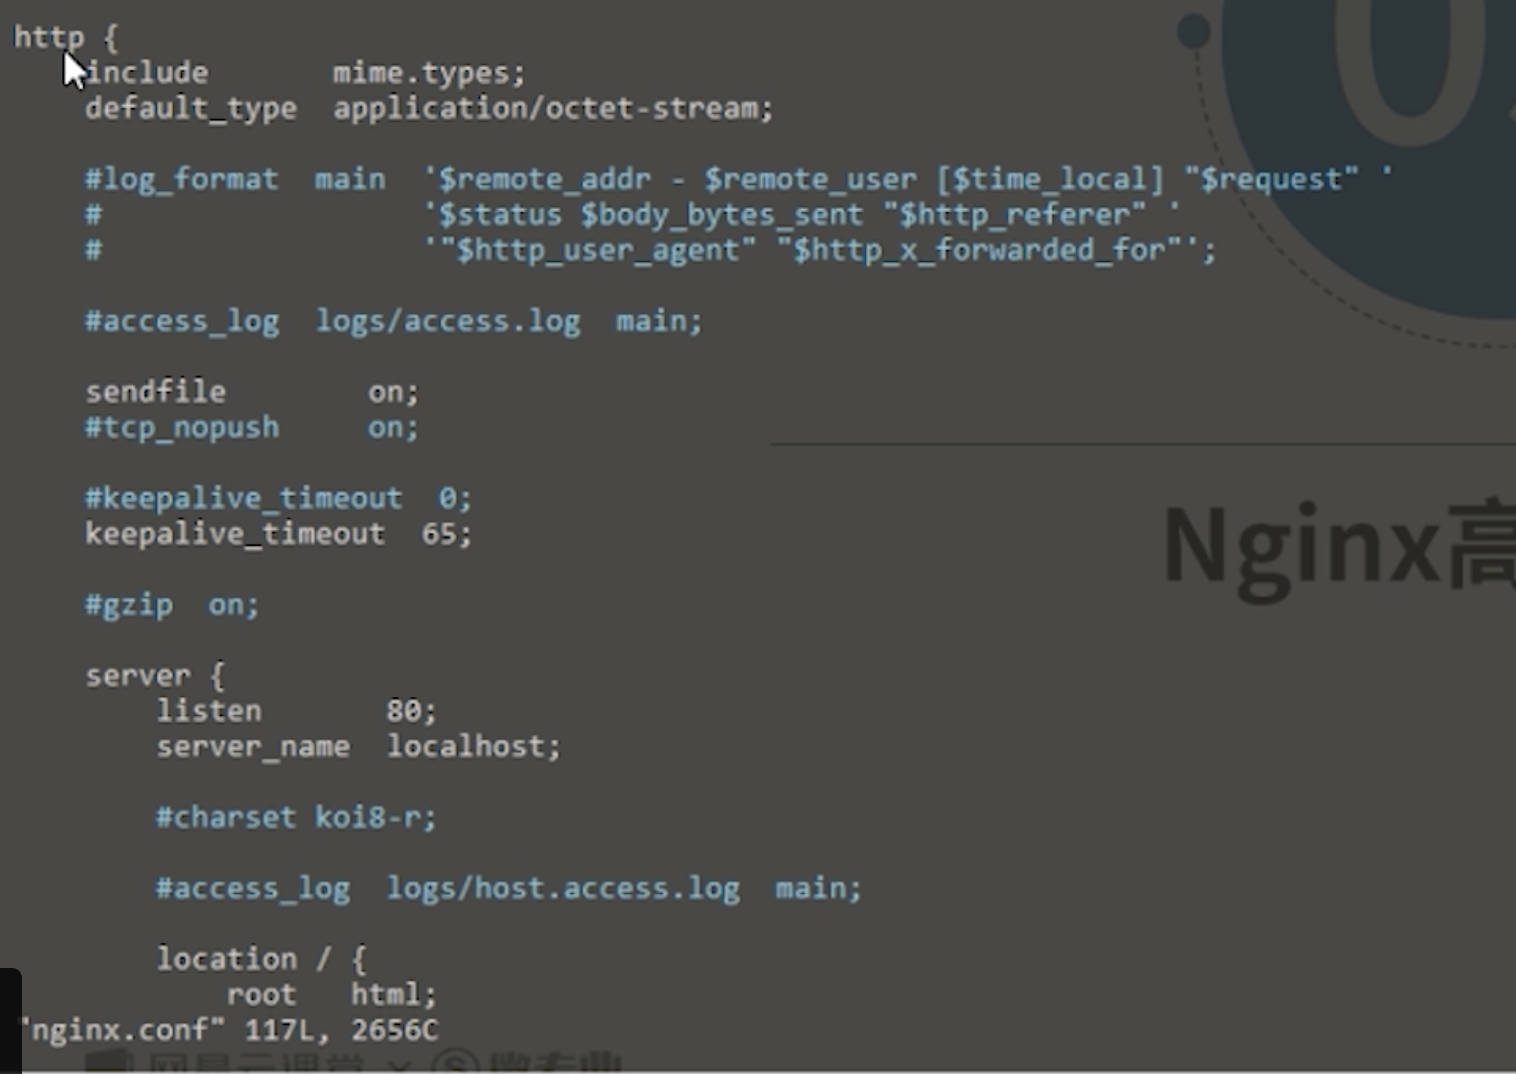 http {
    include       mime.types;
    default_type  application/octet-stream;
    #log_format  main  '$remote_addr - $remote_user [$time_local] "$request" '
    #                  '$status $body_bytes_sent "$http_referer" '
    #                  '"$http_user_agent" "$http_x_forwarded_for"';
    #access_log  logs/access.log  main;
    sendfile        on;
    #tcp_nopush     on;
    #keepalive_timeout  0;
    keepalive_timeout  65;
    #gzip  on;
    server {
        listen       80;
        server_name  localhost;
        #charset koi8-r;
        #access_log  logs/host.access.log  main;
        location / {
            root   html;
"nginx.conf" 117L, 2656C
Nginx高